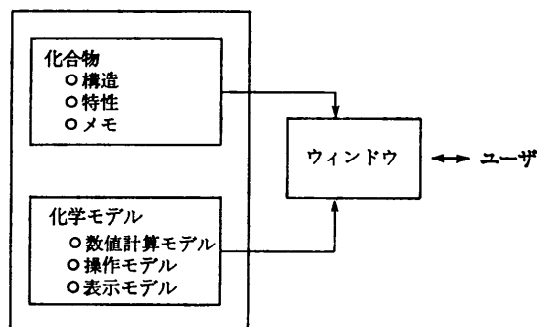 化合物
○構造
○特性
○メモ
ウィンドウ
ユーザ
化学モデル
○数値計算モデル
○操作モデル
○表示モデル